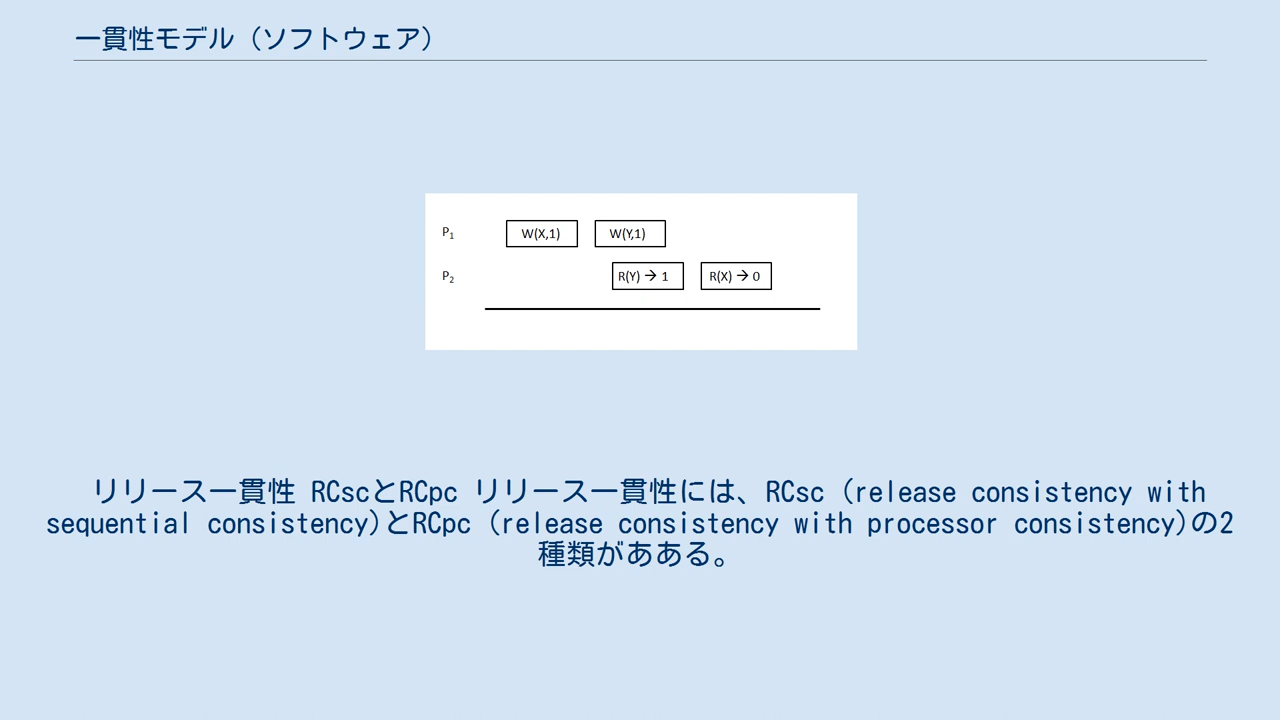 一貫性モデル（ソフトウェア）
P1 W(X,1) W(Y,1)
P2 R(Y) → 1 R(X) → 0
リリース一貫性 RCscとRCpc リリース一貫性には、RCsc (release consistency with
sequential consistency)とRCpc (release consistency with processor consistency)の2
種類がああある。